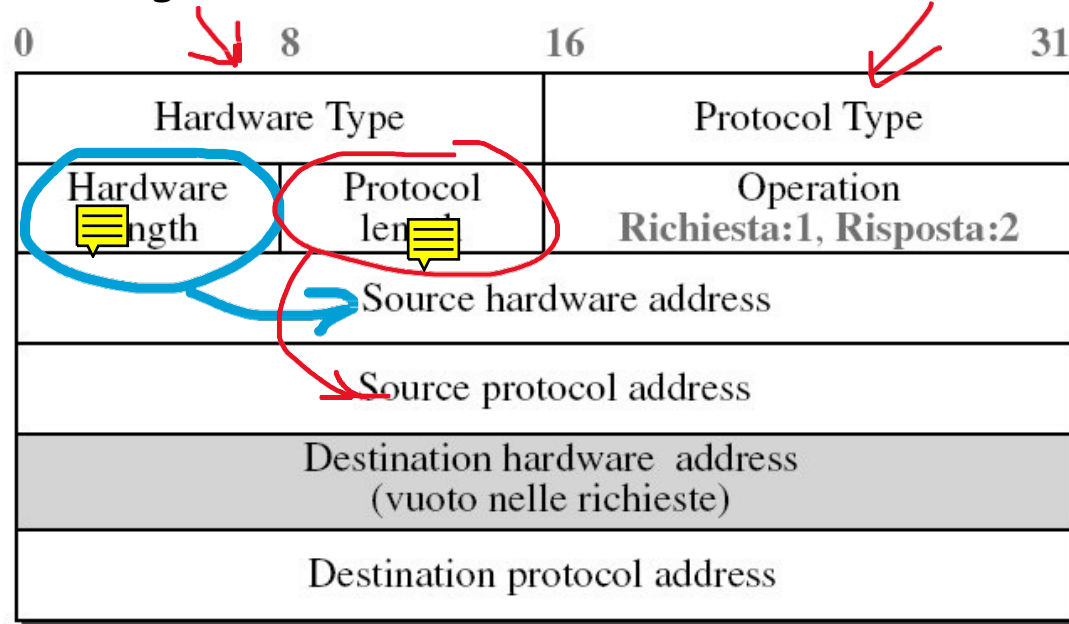 0 8 16 31
Hardware Type Protocol Type
Hardware Protocol Operation
Richiesta:1, Risposta:2
Source hardware address
Source protocol address
Destination hardware address
(vuoto nelle richieste)
Destination protocol address